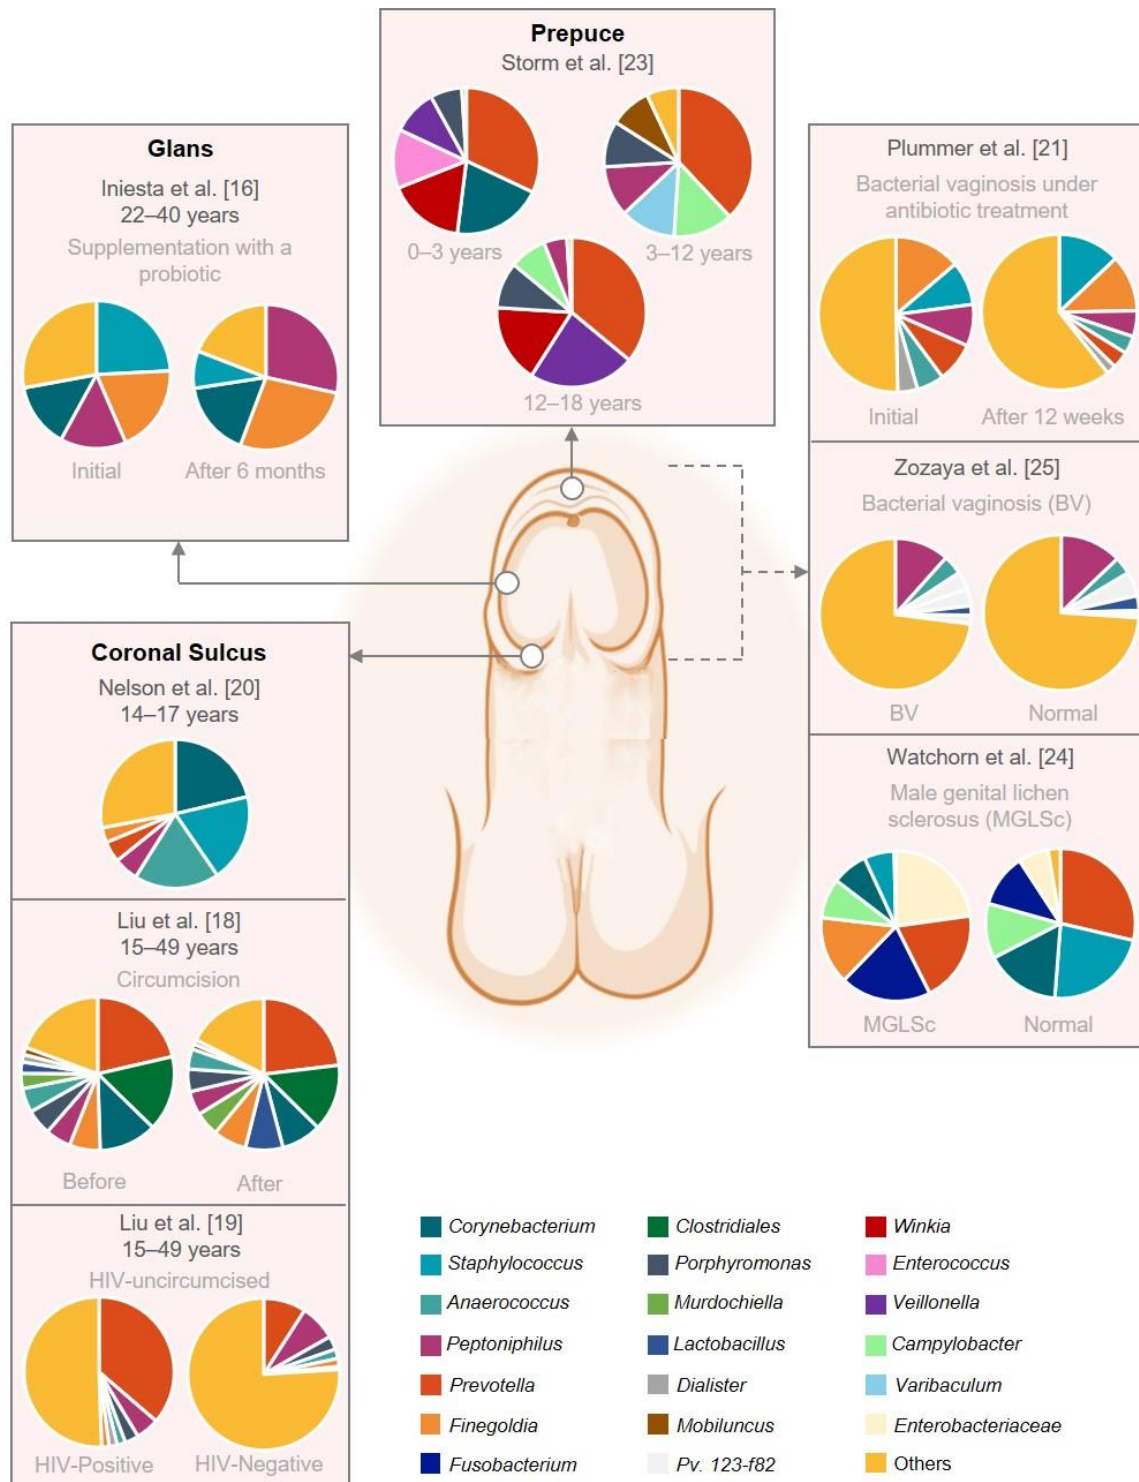 Prepuce
Storm et al. [23]
0–3 years
3–12 years
12–18 years
Glans
Iniesta et al. [16]
22–40 years
Supplementation with a
probiotic
Initial
After 6 months
Plummer et al. [21]
Bacterial vaginosis under
antibiotic treatment
Initial
After 12 weeks
Zozaya et al. [25]
Bacterial vaginosis (BV)
BV
Normal
Watchorn et al. [24]
Male genital lichen
sclerosus (MGLSc)
MGLSc
Normal
Coronal Sulcus
Nelson et al. [20]
14–17 years
Liu et al. [18]
15–49 years
Circumcision
Before
After
Liu et al. [19]
15–49 years
HIV-uncircumcised
HIV-Positive
HIV-Negative
Corynebacterium
Staphylococcus
Anaerococcus
Peptoniphilus
Prevotella
Finegoldia
Fusobacterium
Clostridiales
Porphyromonas
Murdochiella
Lactobacillus
Dialister
Mobiluncus
Pv. 123-f82
Winkia
Enterococcus
Veillonella
Campylobacter
Varibaculum
Enterobacteriaceae
Others